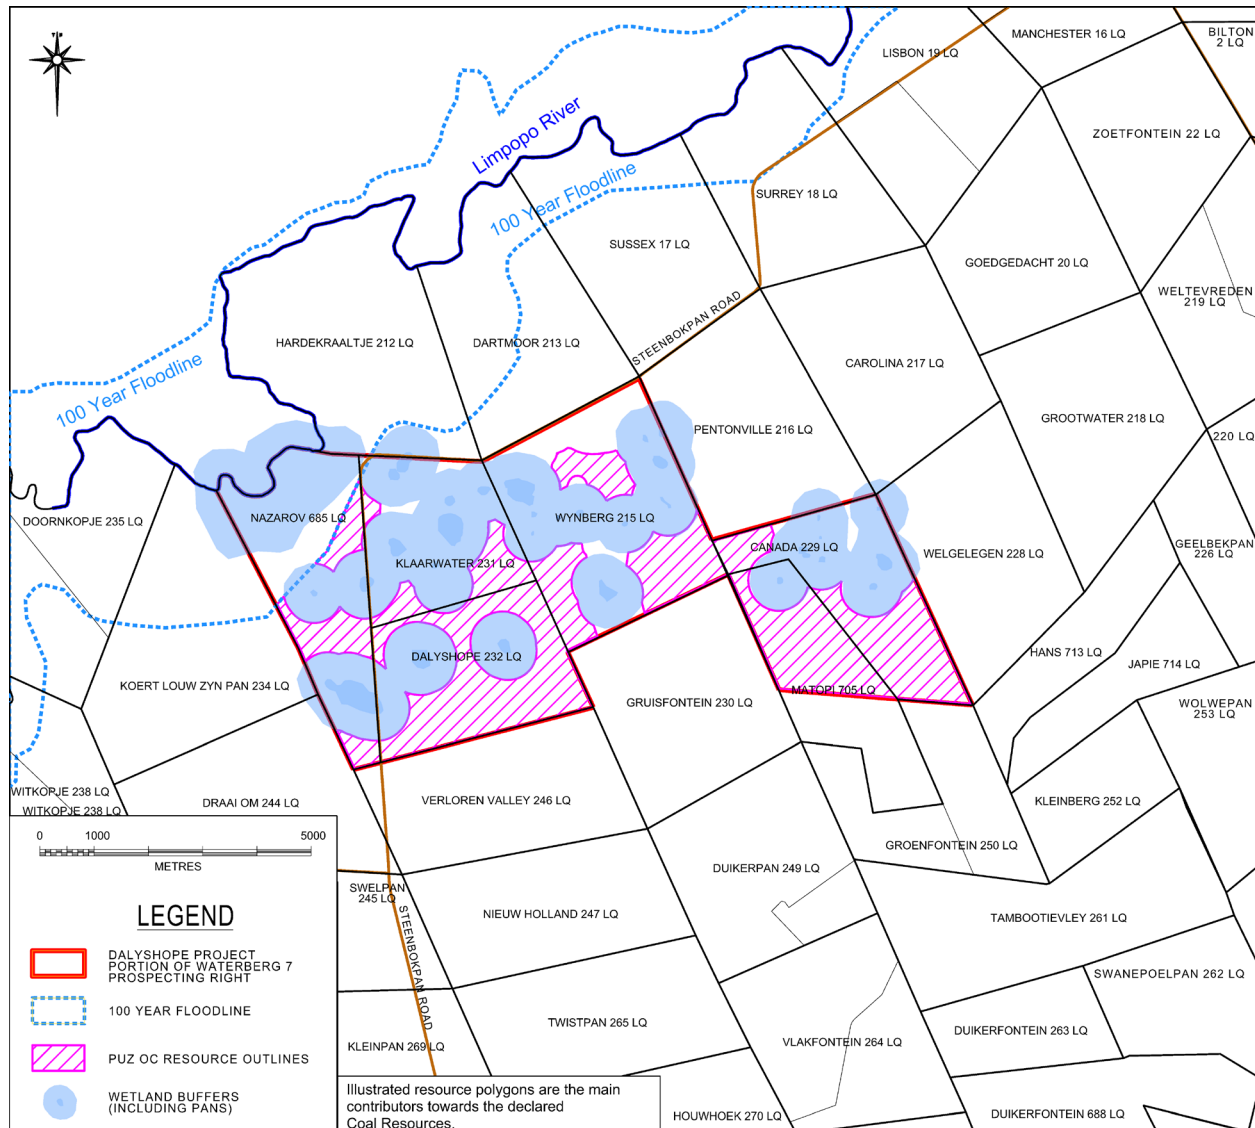 MANCHESTER 16 LQ
BILTON
2 LQ
LISBON 19 LQ
Limpopo River
ZOETFONTEIN 22 LQ
100 Year Floodline
SURREY 18 LQ
SUSSEX 17 LQ
GOEDGEDACHT 20 LQ
WELTEVREDEN
219 LQ
STEENBOKPAN ROAD
HARDEKRAALTJE 212 LQ
DARTMOOR 213 LQ
CAROLINA 217 LQ
100 Year Floodline
GROOTWATER 218 LQ
PENTONVILLE 216 LQ
220 LQ
DOORNKOPJE 235 LQ
NAZAROV 685 LQ
WYNBERG 215 LQ
CANADA 229 LQ
WELGELEGEN 228 LQ
GEELBEKPAN
226 LQ
KLAARWATER 231 LQ
DALYSHOPE 232 LQ
HANS 713 LQ
JAPIE 714 LQ
KOERT LOUW ZYN PAN 234 LQ
MATOPI 705 LQ
GRUISFONTEIN 230 LQ
WOLWEPAN
253 LQ
WITKOPJE 238 LQ
WITKOPJE 238 LQ
DRAAI OM 244 LQ
VERLOREN VALLEY 246 LQ
KLEINBERG 252 LQ
GROENFONTEIN 250 LQ
DUIKERPAN 249 LQ
SWELPAN
245 LQ
NIEUW HOLLAND 247 LQ
TAMBOOTIEVLEY 261 LQ
STEENBOKPAN ROAD
SWANEPOELPAN 262 LQ
TWISTPAN 265 LQ
DUIKERFONTEIN 263 LQ
VLAKFONTEIN 264 LQ
KLEINPAN 269 LQ
HOUWHOEK 270 LQ
DUIKERFONTEIN 688 LQ
0 1000 5000
METRES
LEGEND
DALYSHOPE PROJECT
PORTION OF WATERBERG 7
PROSPECTING RIGHT
100 YEAR FLOODLINE
PUZ OC RESOURCE OUTLINES
WETLAND BUFFERS
(INCLUDING PANS)
Illustrated resource polygons are the main
contributors towards the declared
Coal Resources.